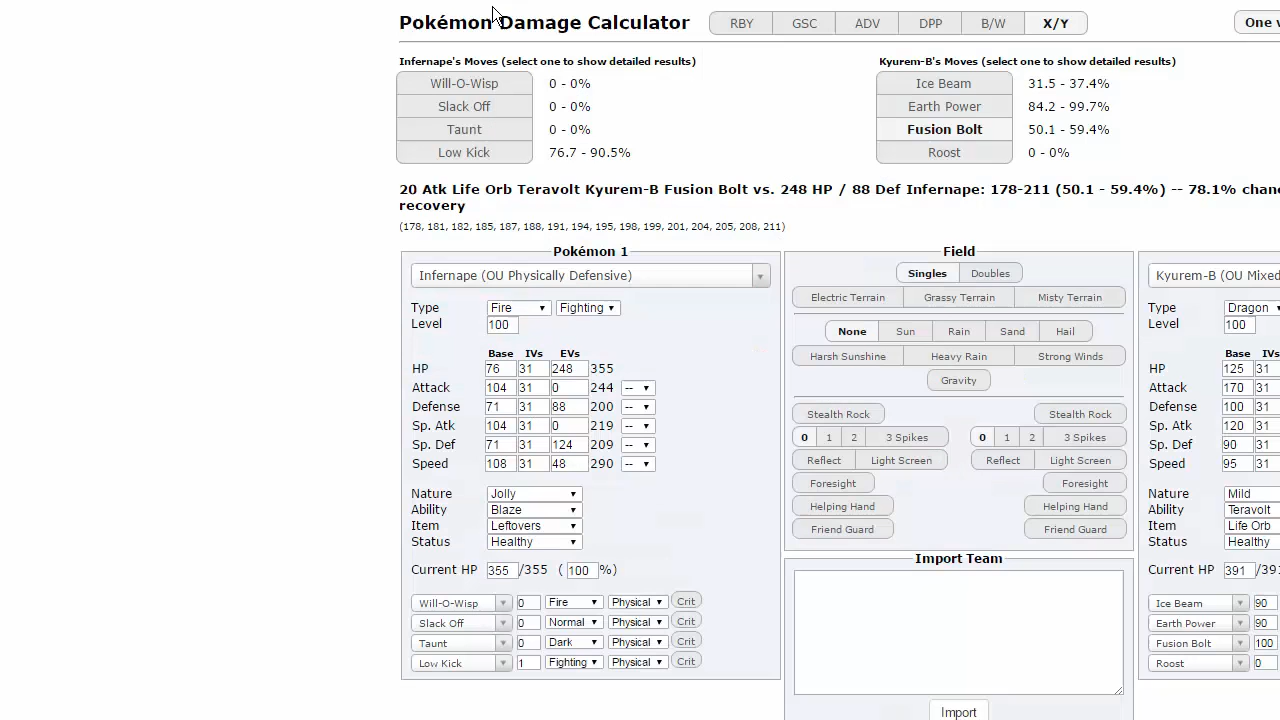 Pokémon Damage Calculator RBY GSC ADV DPP B/W X/Y One v
Infernape's Moves (select one to show detailed results) Kyurem-B's Moves (select one to show detailed results)
Will-O-Wisp 0 - 0% Ice Beam 31.5 - 37.4%
Slack Off 0 - 0% Earth Power 84.2 - 99.7%
Taunt 0 - 0% Fusion Bolt 50.1 - 59.4%
Low Kick 76.7 - 90.5% Roost 0 - 0%
20 Atk Life Orb Teravolt Kyurem-B Fusion Bolt vs. 248 HP / 88 Def Infernape: 178-211 (50.1 - 59.4%) -- 78.1% chanc
recovery
(178, 181, 182, 185, 187, 188, 191, 194, 195, 198, 199, 201, 204, 205, 208, 211)
Pokémon 1
Infernape (OU Physically Defensive)
Type Fire Fighting
Level 100
Base IVs EVs
HP 76 31 248 355
Attack 104 31 0 244 --
Defense 71 31 88 200 --
Sp. Atk 104 31 0 219 --
Sp. Def 71 31 124 209 --
Speed 108 31 48 290 --
Nature Jolly
Ability Blaze
Item Leftovers
Status Healthy
Current HP 355 /355 ( 100 %)
Will-O-Wisp 0 Fire Physical Crit
Slack Off 0 Normal Physical Crit
Taunt 0 Dark Physical Crit
Low Kick 1 Fighting Physical Crit
Field
Singles Doubles
Electric Terrain Grassy Terrain Misty Terrain
None Sun Rain Sand Hail
Harsh Sunshine Heavy Rain Strong Winds
Gravity
Stealth Rock Stealth Rock
0 1 2 3 Spikes 0 1 2 3 Spikes
Reflect Light Screen Reflect Light Screen
Foresight Foresight
Helping Hand Helping Hand
Friend Guard Friend Guard
Import Team
Import
Kyurem-B (OU Mixed
Type Dragon
Level 100
Base IVs
HP 125 31
Attack 170 31
Defense 100 31
Sp. Atk 120 31
Sp. Def 90 31
Speed 95 31
Nature Mild
Ability Teravolt
Item Life Orb
Status Healthy
Current HP 391 /391
Ice Beam 90
Earth Power 90
Fusion Bolt 100
Roost 0